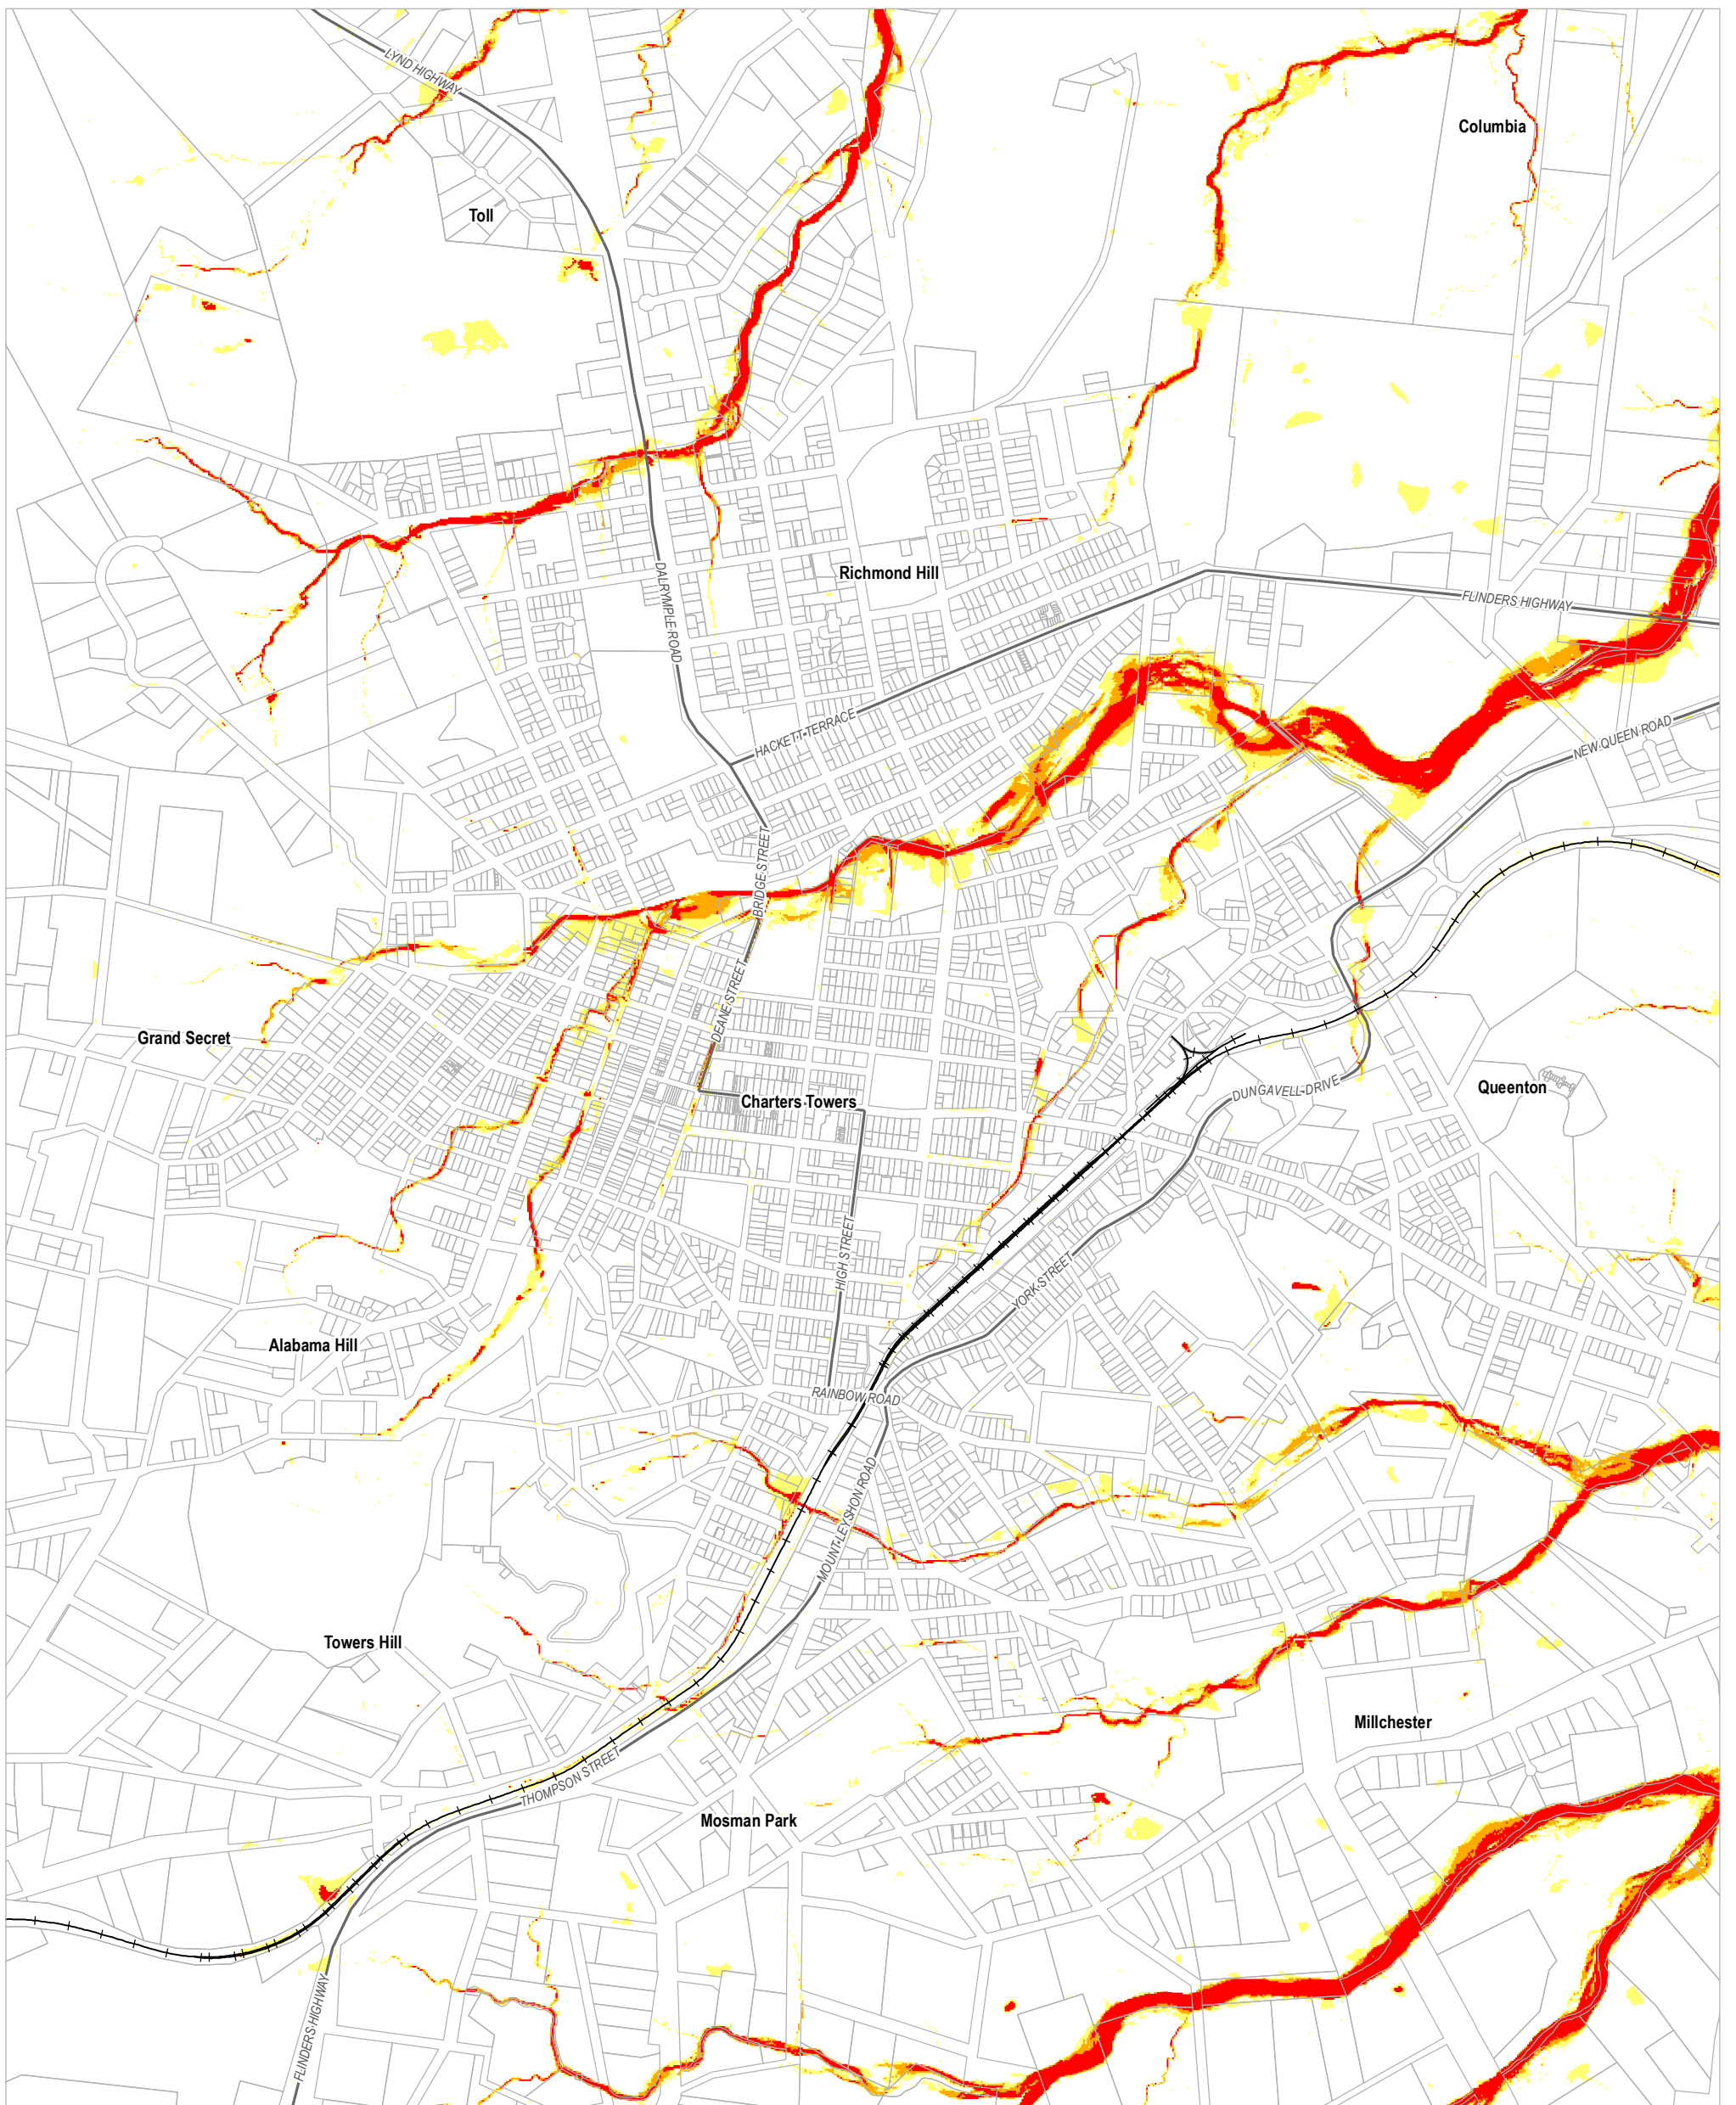 LYND HIGHWAY
Columbia
Toll
Richmond Hill
DALRYMPLE ROAD
FLINDERS HIGHWAY
HACKETT TERRACE
NEW QUEEN ROAD
BRIDGE STREET
DEANE STREET
Grand Secret
Charters Towers
DUNGAVELL DRIVE
Queenton
HIGH STREET
YORK STREET
Alabama Hill
RAINBOW ROAD
MOUNT LEYSHON ROAD
Towers Hill
Millchester
THOMPSON STREET
Mosman Park
FLINDERS HIGHWAY